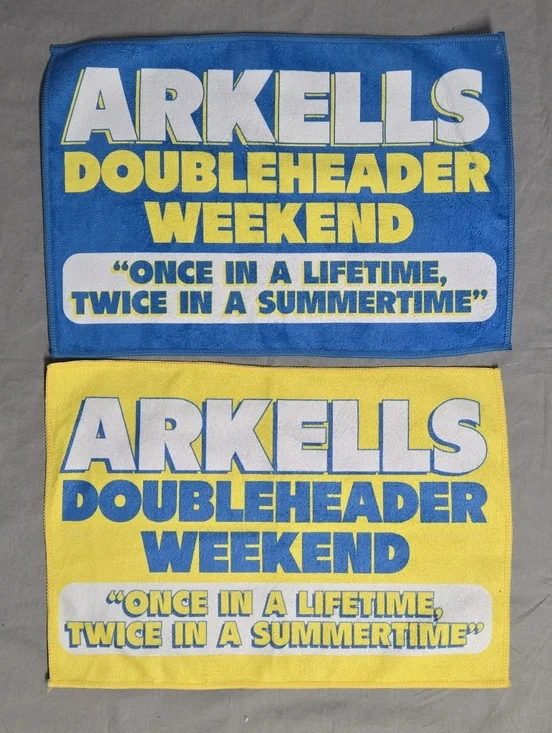 ARKELLS
DOUBLEHEADER
WEEKEND
“ONCE IN A LIFETIME,
TWICE IN A SUMMERTIME”
ARKELLS
DOUBLEHEADER
WEEKEND
“ONCE IN A LIFETIME,
TWICE IN A SUMMERTIME”